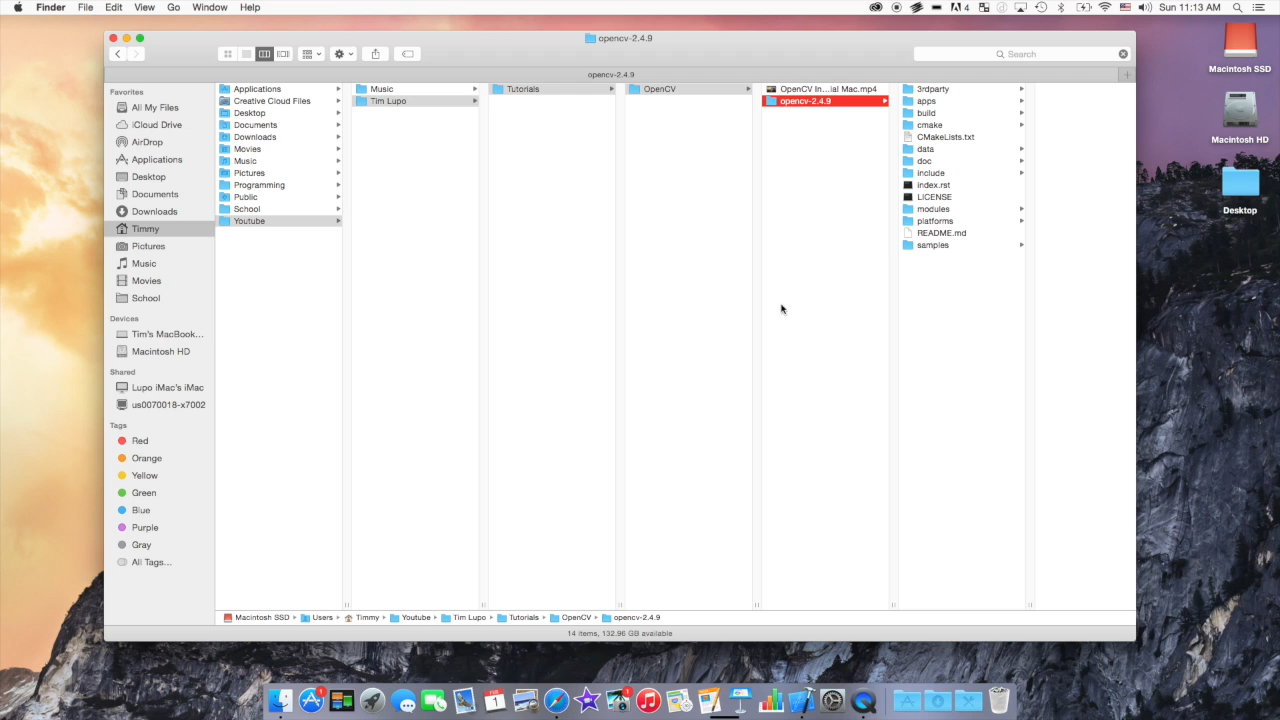 Finder File Edit View Go Window Help
4 Sun 11:13 AM
opencv-2.4.9
Search
opencv-2.4.9
Favorites
All My Files
iCloud Drive
AirDrop
Applications
Desktop
Documents
Downloads
Timmy
Pictures
Music
Movies
School
Devices
Tim's MacBook...
Macintosh HD
Shared
Lupo iMac's iMac
us0070018-x7002
Tags
Red
Orange
Yellow
Green
Blue
Purple
Gray
All Tags...
Applications
Creative Cloud Files
Desktop
Documents
Downloads
Movies
Music
Pictures
Programming
Public
School
Youtube
Music
Tim Lupo
Tutorials
OpenCV
OpenCV In...ial Mac.mp4
opencv-2.4.9
3rdparty
apps
build
cmake
CMakeLists.txt
data
doc
include
index.rst
LICENSE
modules
platforms
README.md
samples
Macintosh SSD Users Timmy Youtube Tim Lupo Tutorials OpenCV opencv-2.4.9
14 items, 132.96 GB available
Macintosh SSD
Macintosh HD
Desktop
1
FEB
1
1